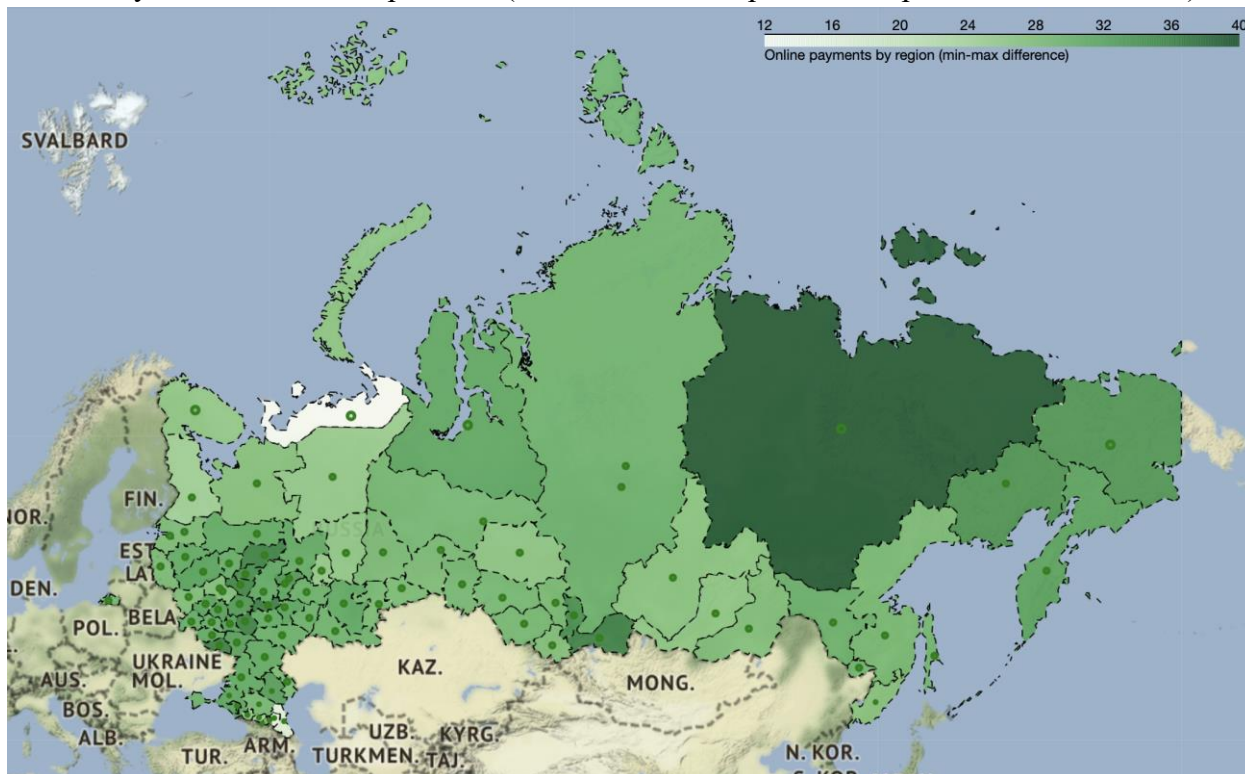 12 16 20 24 28 32 36 40
Online payments by region (min-max difference)
SVALBARD
FIN.
NOR.
RUSSIA
EST
LAT
DEN.
POL.
BELA
UKRAINE
KAZ.
MOL.
MONG.
AUS.
BOS.
ALB.
UZB.
KYRG.
TUR.
ARM.
TURKMEN.
TAJ.
N. KOR.